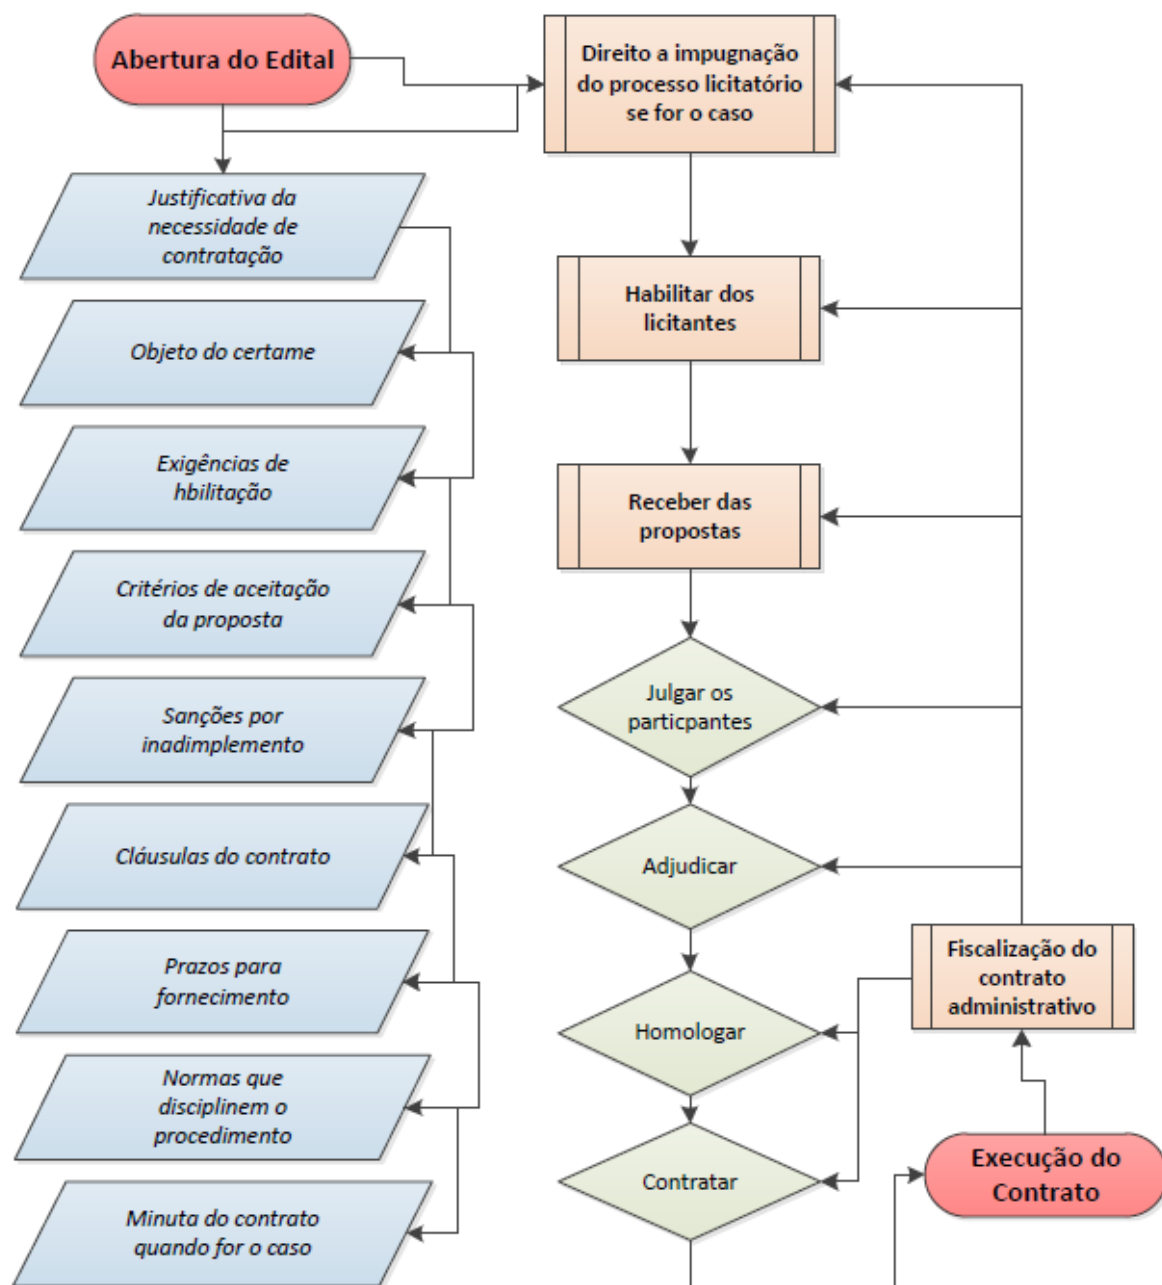 Abertura do Edital
Justificativa da
necessidade de
contratação
Objeto do certame
Exigências de
hbilitação
Critérios de aceitação
da proposta
Sanções por
inadimplemento
Cláusulas do contrato
Prazos para
fornecimento
Normas que
disciplinem o
procedimento
Minuta do contrato
quando for o caso
Direito a impugnação
do processo licitatório
se for o caso
Habilitar dos
licitantes
Receber das
propostas
Julgar os
particpantes
Adjudicar
Homologar
Contratar
Fiscalização do
contrato
administrativo
Execução do
Contrato